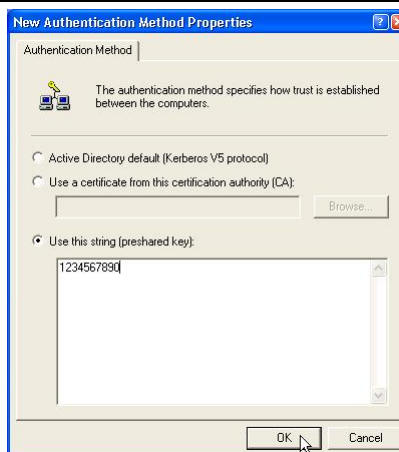 New Authentication Method Properties
Authentication Method
The authentication method specifies how trust is established
between the computers.
Active Directory default (Kerberos V5 protocol)
Use a certificate from this certification authority (CA):
Browse...
Use this string (preshared key):
1234567890
OK
Cancel